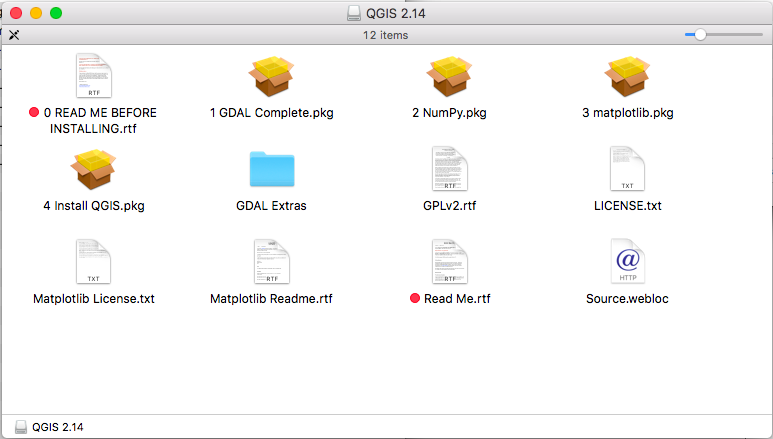 QGIS 2.14
12 items
RTF
0 READ ME BEFORE
INSTALLING.rtf
1 GDAL Complete.pkg
2 NumPy.pkg
3 matplotlib.pkg
4 Install QGIS.pkg
GDAL Extras
RTF
GPLv2.rtf
TXT
LICENSE.txt
TXT
Matplotlib License.txt
RTF
Matplotlib Readme.rtf
RTF
Read Me.rtf
@
HTTP
Source.webloc
QGIS 2.14